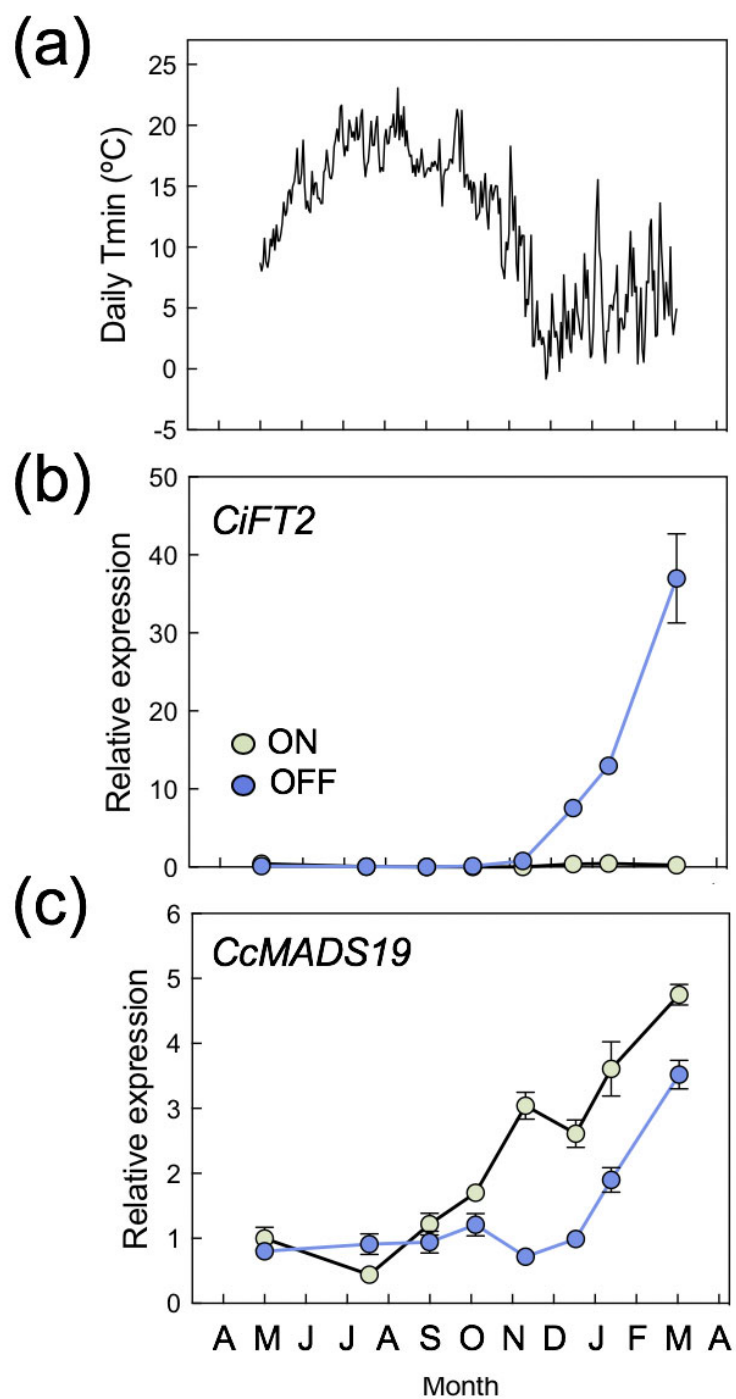 (a)
25
20
15
10
5
0
-5
Daily Tmin (ºC)
(b)
50
40
30
20
10
0
Relative expression
CiFT2
ON
OFF
(c)
6
5
4
3
2
1
0
Relative expression
CcMADS19
A M J J A S O N D J F M A
Month